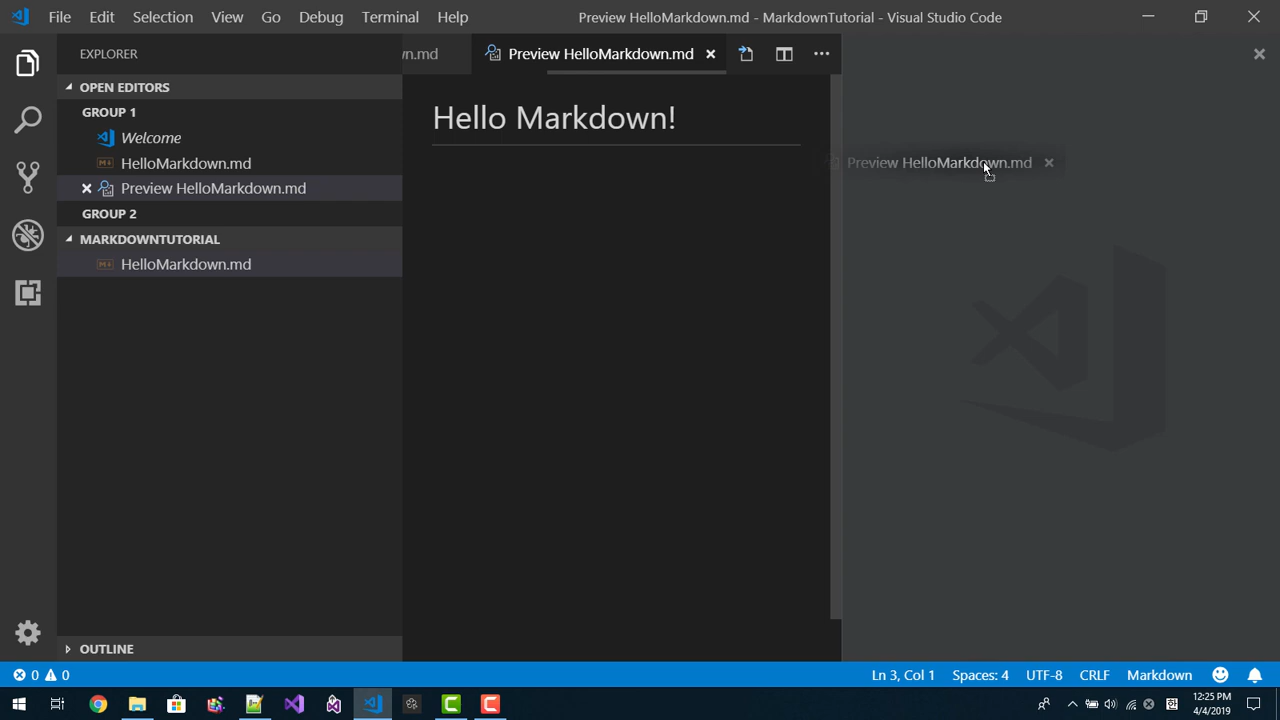 File Edit Selection View Go Debug Terminal Help
Preview HelloMarkdown.md - MarkdownTutorial - Visual Studio Code
EXPLORER
OPEN EDITORS
GROUP 1
Welcome
HelloMarkdown.md
Preview HelloMarkdown.md
GROUP 2
MARKDOWNTUTORIAL
HelloMarkdown.md
OUTLINE
n.md
Preview HelloMarkdown.md
Hello Markdown!
Preview HelloMarkdown.md
0 0
Ln 3, Col 1 Spaces: 4 UTF-8 CRLF Markdown
12:25 PM
4/4/2019